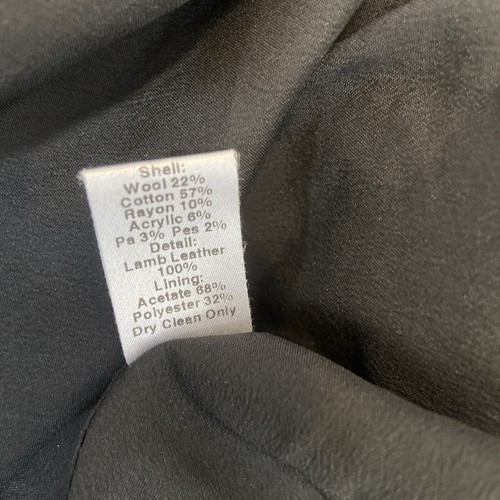 Shell:
Wool 22%
Cotton 57%
Rayon 10%
Acrylic 6%
Pa 3% Pes 2%
Detail:
Lamb Leather
100%
Lining:
Acetate 68%
Polyester 32%
Dry Clean Only